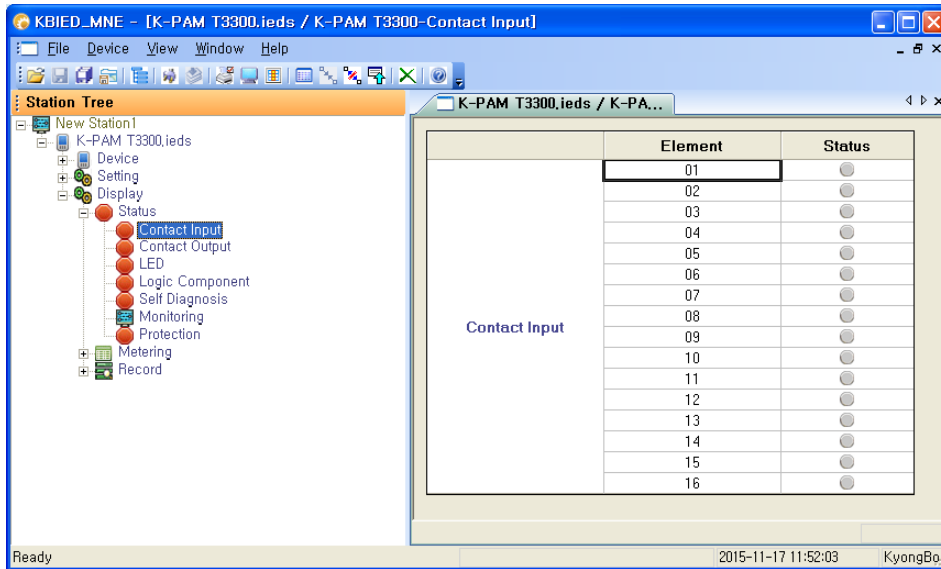 KBIED_MNE - [K-PAM T3300.ieds / K-PAM T3300-Contact Input]
File Device View Window Help
Station Tree
New Station1
K-PAM T3300.ieds
Device
Setting
Display
Status
Contact Input
Contact Output
LED
Logic Component
Self Diagnosis
Monitoring
Protection
Metering
Record
K-PAM T3300.ieds / K-PA...
Element Status
Contact Input
01
02
03
04
05
06
07
08
09
10
11
12
13
14
15
16
Ready 2015-11-17 11:52:03 KyongBo